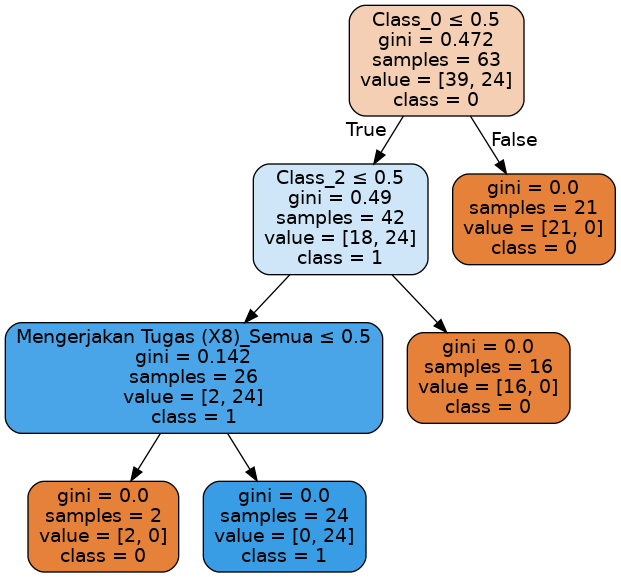 Class_0 ≤ 0.5
gini = 0.472
samples = 63
value = [39, 24]
class = 0
True
False
Class_2 ≤ 0.5
gini = 0.49
samples = 42
value = [18, 24]
class = 1
gini = 0.0
samples = 21
value = [21, 0]
class = 0
Mengerjakan Tugas (X8)_Semua ≤ 0.5
gini = 0.142
samples = 26
value = [2, 24]
class = 1
gini = 0.0
samples = 16
value = [16, 0]
class = 0
gini = 0.0
samples = 2
value = [2, 0]
class = 0
gini = 0.0
samples = 24
value = [0, 24]
class = 1